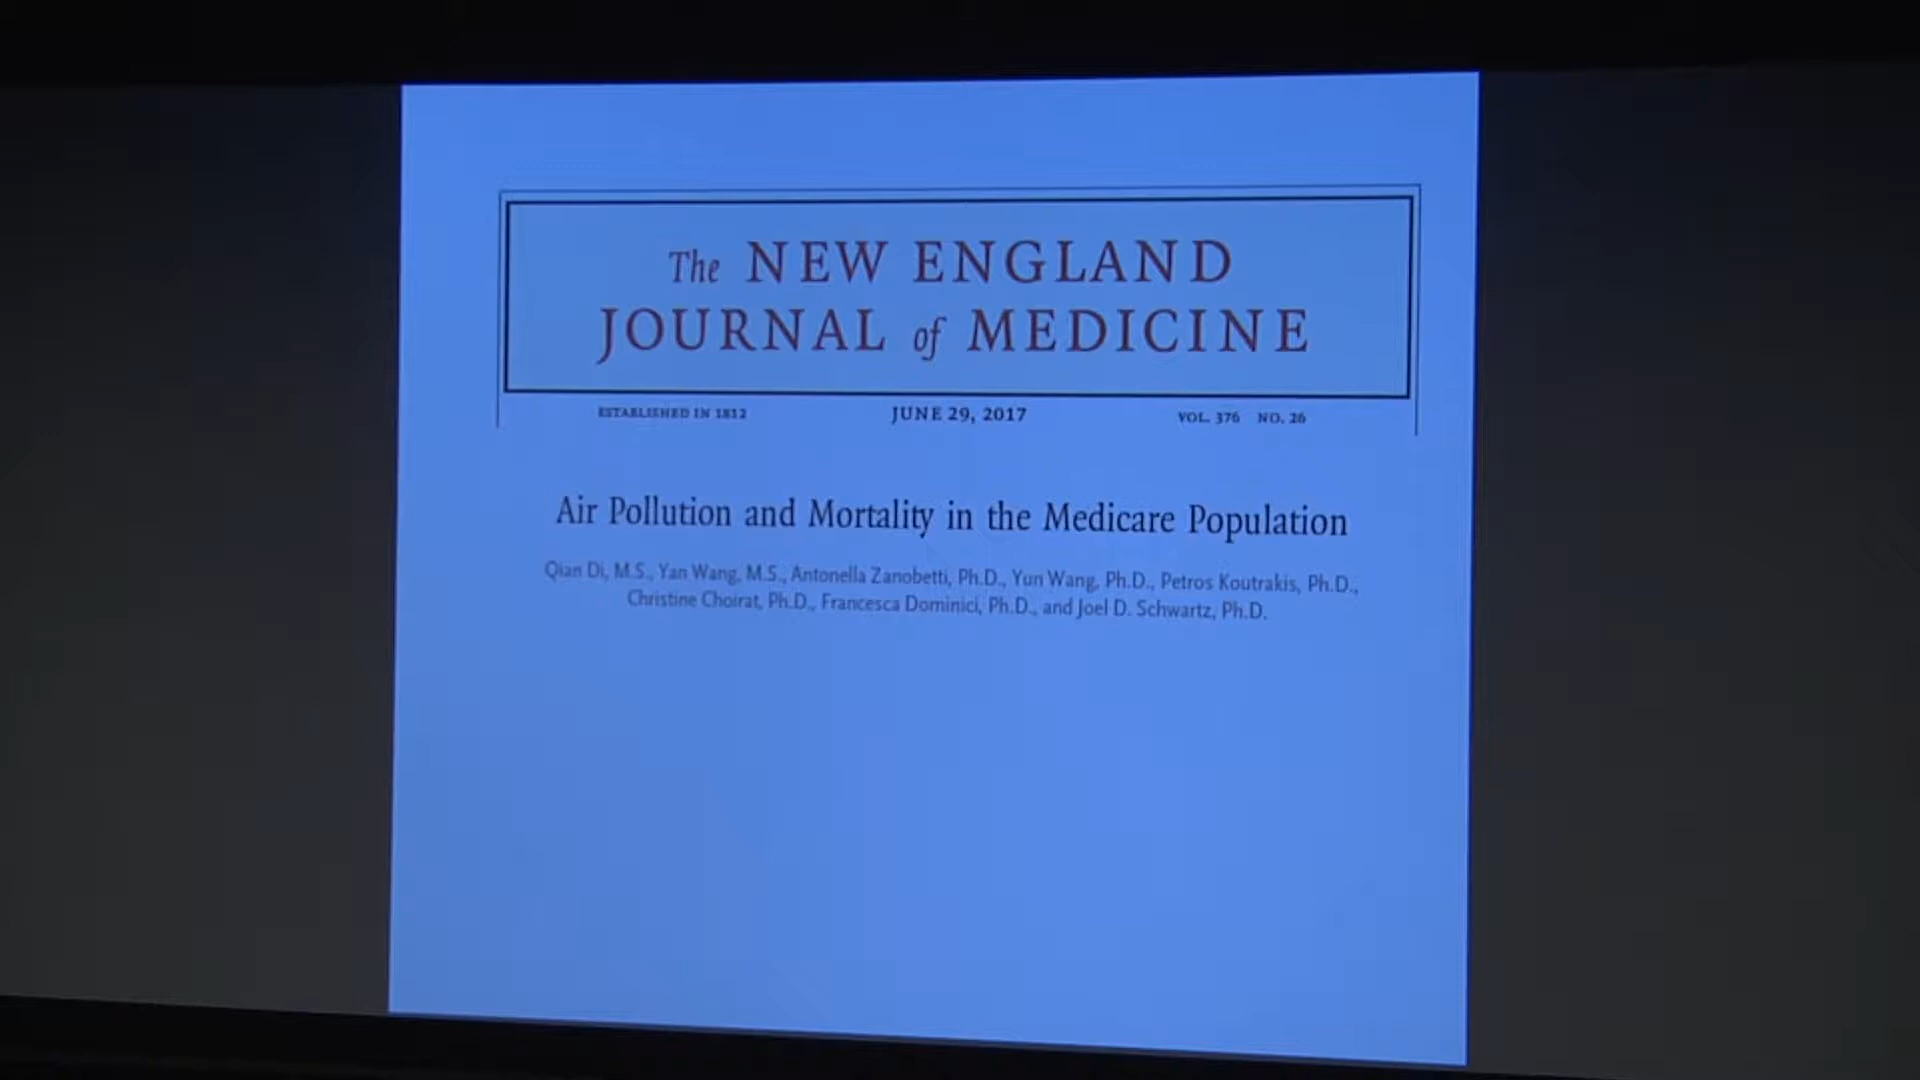 The NEW ENGLAND
JOURNAL of MEDICINE
ESTABLISHED IN 1812 JUNE 29, 2017 VOL. 376 NO. 26
Air Pollution and Mortality in the Medicare Population
Qian Di, M.S., Yan Wang, M.S., Antonella Zanobetti, Ph.D., Yun Wang, Ph.D., Petros Koutrakis, Ph.D.,
Christine Choirat, Ph.D., Francesca Dominici, Ph.D., and Joel D. Schwartz, Ph.D.